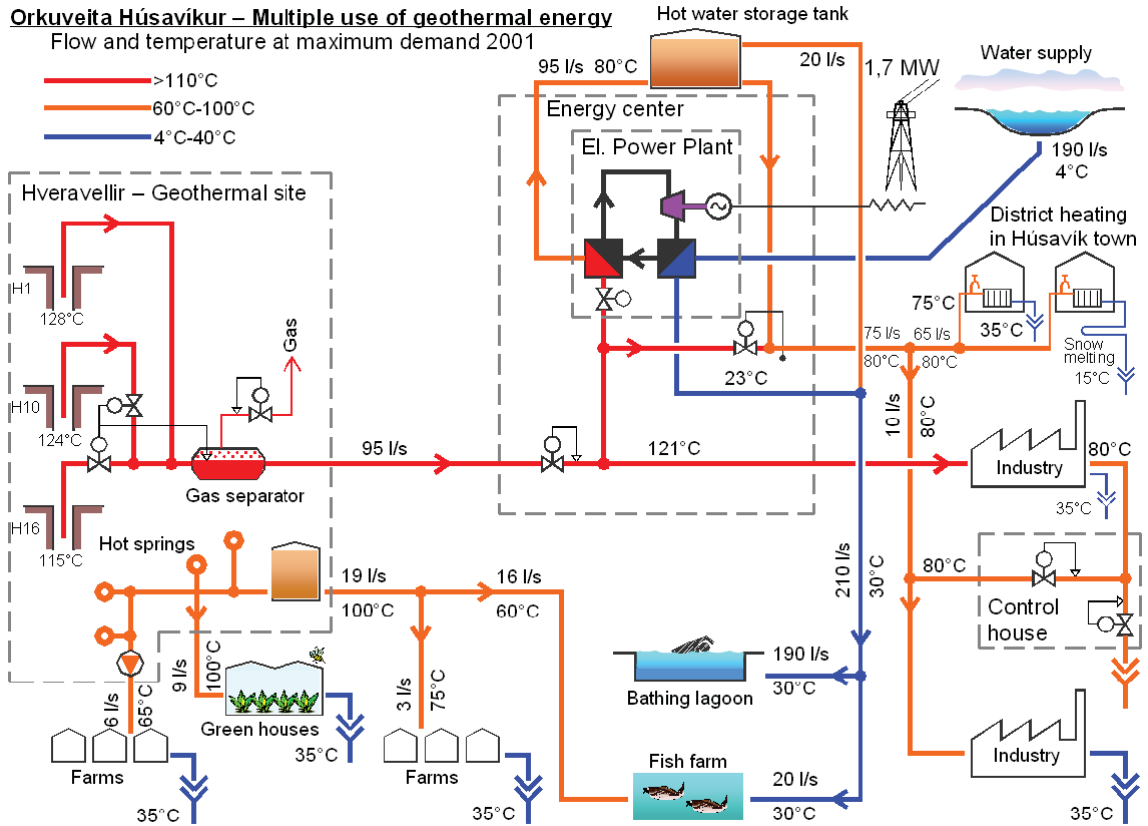 Orkuveita Húsavíkur – Multiple use of geothermal energy
Flow and temperature at maximum demand 2001
>110°C
60°C-100°C
4°C-40°C
Hot water storage tank
95 l/s 80°C
20 l/s
1,7 MW
Water supply
190 l/s
4°C
Energy center
El. Power Plant
Hveravellir – Geothermal site
H1
128°C
H10
124°C
H16
115°C
Gas
Gas separator
95 l/s
121°C
23°C
District heating
in Húsavík town
75°C
35°C
Snow
melting
15°C
75 l/s
80°C
65 l/s
80°C
10 l/s
80°C
Industry
80°C
35°C
80°C
Control
house
Hot springs
19 l/s
100°C
16 l/s
60°C
210 l/s
30°C
9 l/s
100°C
6 l/s
65°C
3 l/s
75°C
Green houses
35°C
Farms
35°C
Farms
35°C
Bathing lagoon
190 l/s
30°C
Fish farm
20 l/s
30°C
Industry
35°C